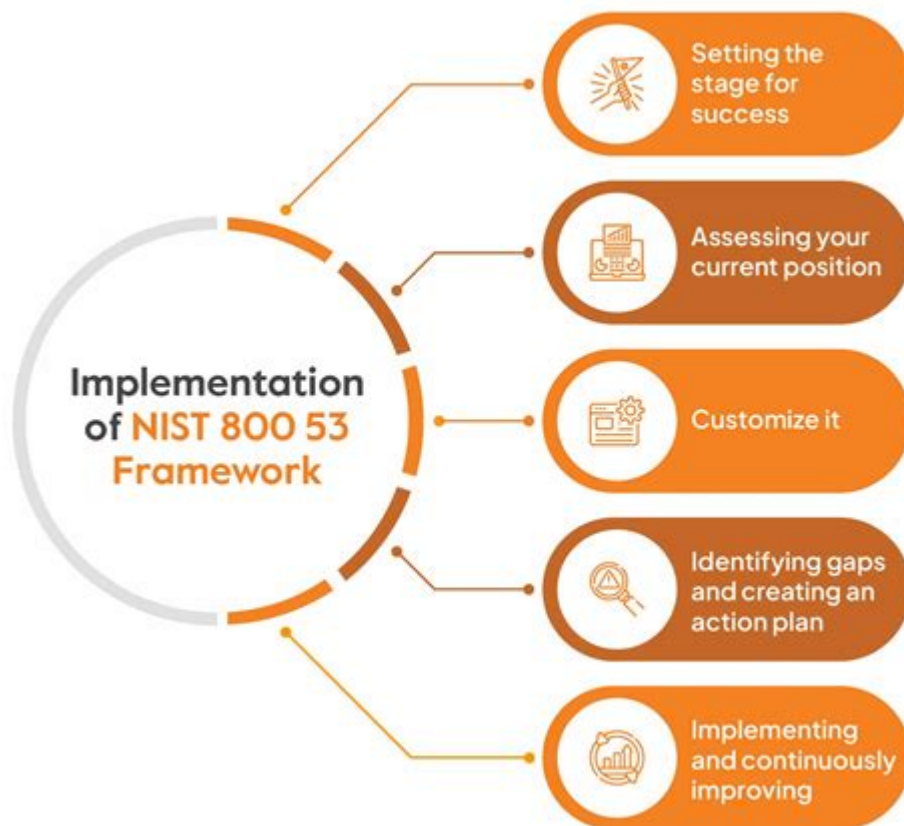 Implementation
of NIST 800 53
Framework
Setting the
stage for
success
Assessing your
current position
Customize it
Identifying gaps
and creating an
action plan
Implementing
and continuously
improving